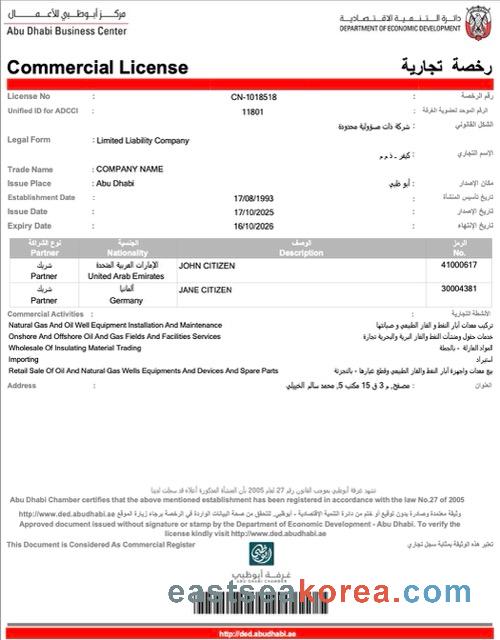 مركز أبوظبي للأعمال
Abu Dhabi Business Center
دائرة التنمية الاقتصادية
DEPARTMENT OF ECONOMIC DEVELOPMENT
Commercial License
رخصة تجارية
License No : CN-1018518 رقم الرخصة :
Unified ID for ADCCI : 11801 الرقم الموحد لعضوية الغرفة :
الشكل القانوني : شركة ذات مسؤولية محدودة
Legal Form : Limited Liability Company
الإسم التجاري : كيفر - ذ م م
Trade Name : COMPANY NAME
Issue Place : Abu Dhabi مكان الإصدار : أبو ظبي
Establishment Date 17/08/1993 تاريخ تأسيس المنشأة
Issue Date 17/10/2025 تاريخ الإصدار :
Expiry Date 16/10/2026 تاريخ الإنتهاء :
نوع الشراكة الجنسية الوصف الرمز
Partner Nationality Description No.
شريك الإمارات العربية المتحدة JOHN CITIZEN 41000617
Partner United Arab Emirates
شريك ألمانيا JANE CITIZEN 30004381
Partner Germany
Commercial Activities : الأنشطة التجارية :
Natural Gas And Oil Well Equipment Installation And Maintenance تركيب معدات آبار النفط و الغاز الطبيعي و صيانتها
Onshore And Offshore Oil And Gas Fields And Facilities Services خدمات حقول ومنشآت النفط والغاز البرية والبحرية تجارة
Wholesale Of Insulating Material Trading المواد العازلة - بالجملة
Importing استيراد
Retail Sale Of Oil And Natural Gas Wells Equipments And Devices And Spare Parts بيع معدات واجهزة آبار النفط و الغاز الطبيعي وقطع غيارها - بالتجزئة
Address : العنوان : مصفح, م 3 ق 15 مكتب 5, محمد سالم
تشهد غرفة أبوظبي بموجب القانون رقم 27 لعام 2005 بأن المنشأة المذكورة أعلاه قد سجلت لدينا
Abu Dhabi Chamber certifies that the above mentioned establishment has been registered in accordance with the law No.27 of 2005
وثيقة معتمدة وصادرة بدون توقيع أو ختم من دائرة التنمية الإقتصادية - أبوظبي. للتحقق من صحة البيانات الواردة في الرخصة برجاء زيارة الموقع http://www.ded.abudhabi.ae
Approved document issued without signature or stamp by the Department of Economic Development - Abu Dhabi. To verify the
license kindly visit http://www.ded.abudhabi.ae
This Document is Considered As Commercial Register تعتبر هذه الوثيقة بمثابة سجل تجاري
غرفة أبوظبي
eastseakorea.com
http://ded.abudhabi.ae